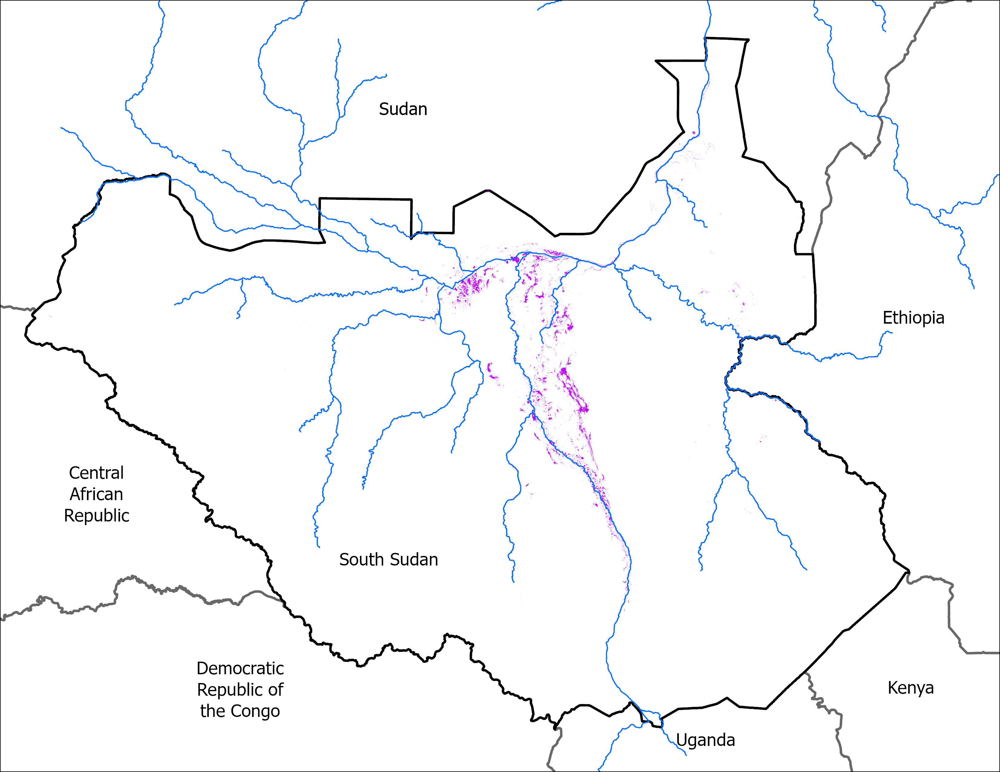 Sudan
Ethiopia
Central
African
Republic
South Sudan
Democratic
Republic of
the Congo
Kenya
Uganda